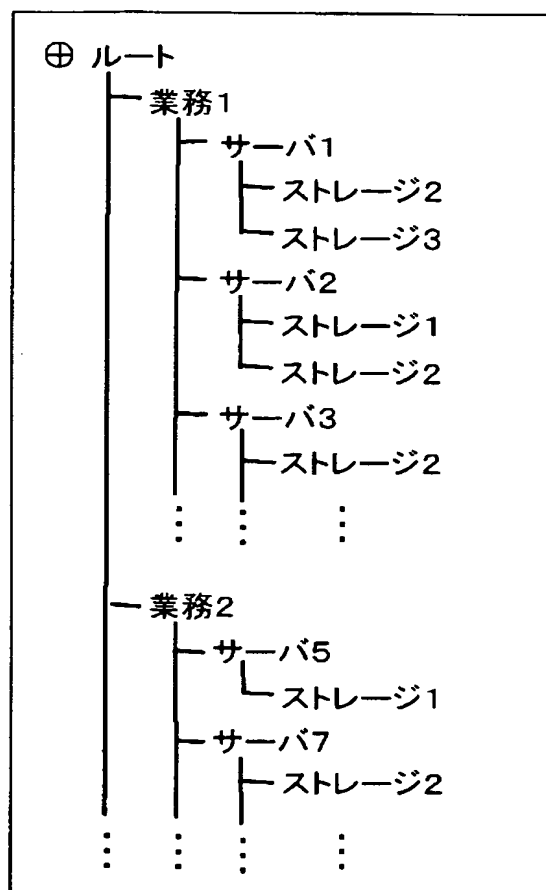 ⊕ ルート
業務1
サーバ1
ストレージ2
ストレージ3
サーバ2
ストレージ1
ストレージ2
サーバ3
ストレージ2
⋮ ⋮ ⋮
業務2
サーバ5
ストレージ1
サーバ7
ストレージ2
⋮ ⋮ ⋮ ⋮